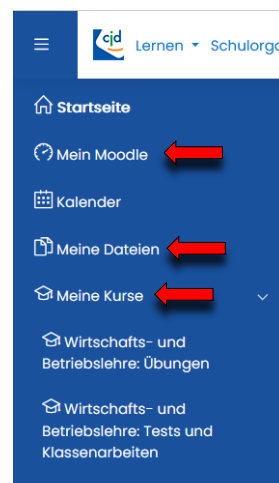 cjd Lernen Schulorga
Startseite
Mein Moodle
Kalender
Meine Dateien
Meine Kurse
Wirtschafts- und
Betriebslehre: Übungen
Wirtschafts- und
Betriebslehre: Tests und
Klassenarbeiten